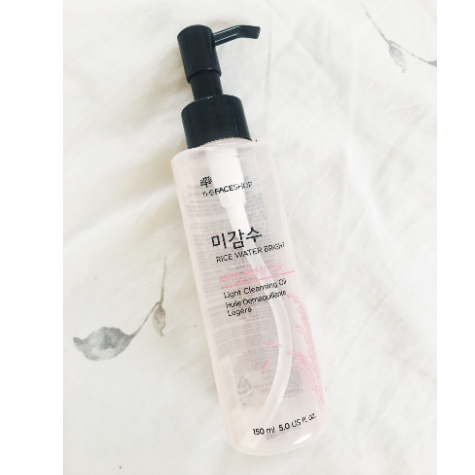 THEFACESHOP
미감수
RICE WATER BRIGHT
Light Cleansing Oil
Huile Démaquillante
Légère
150 ml 5.0 US fl. oz.